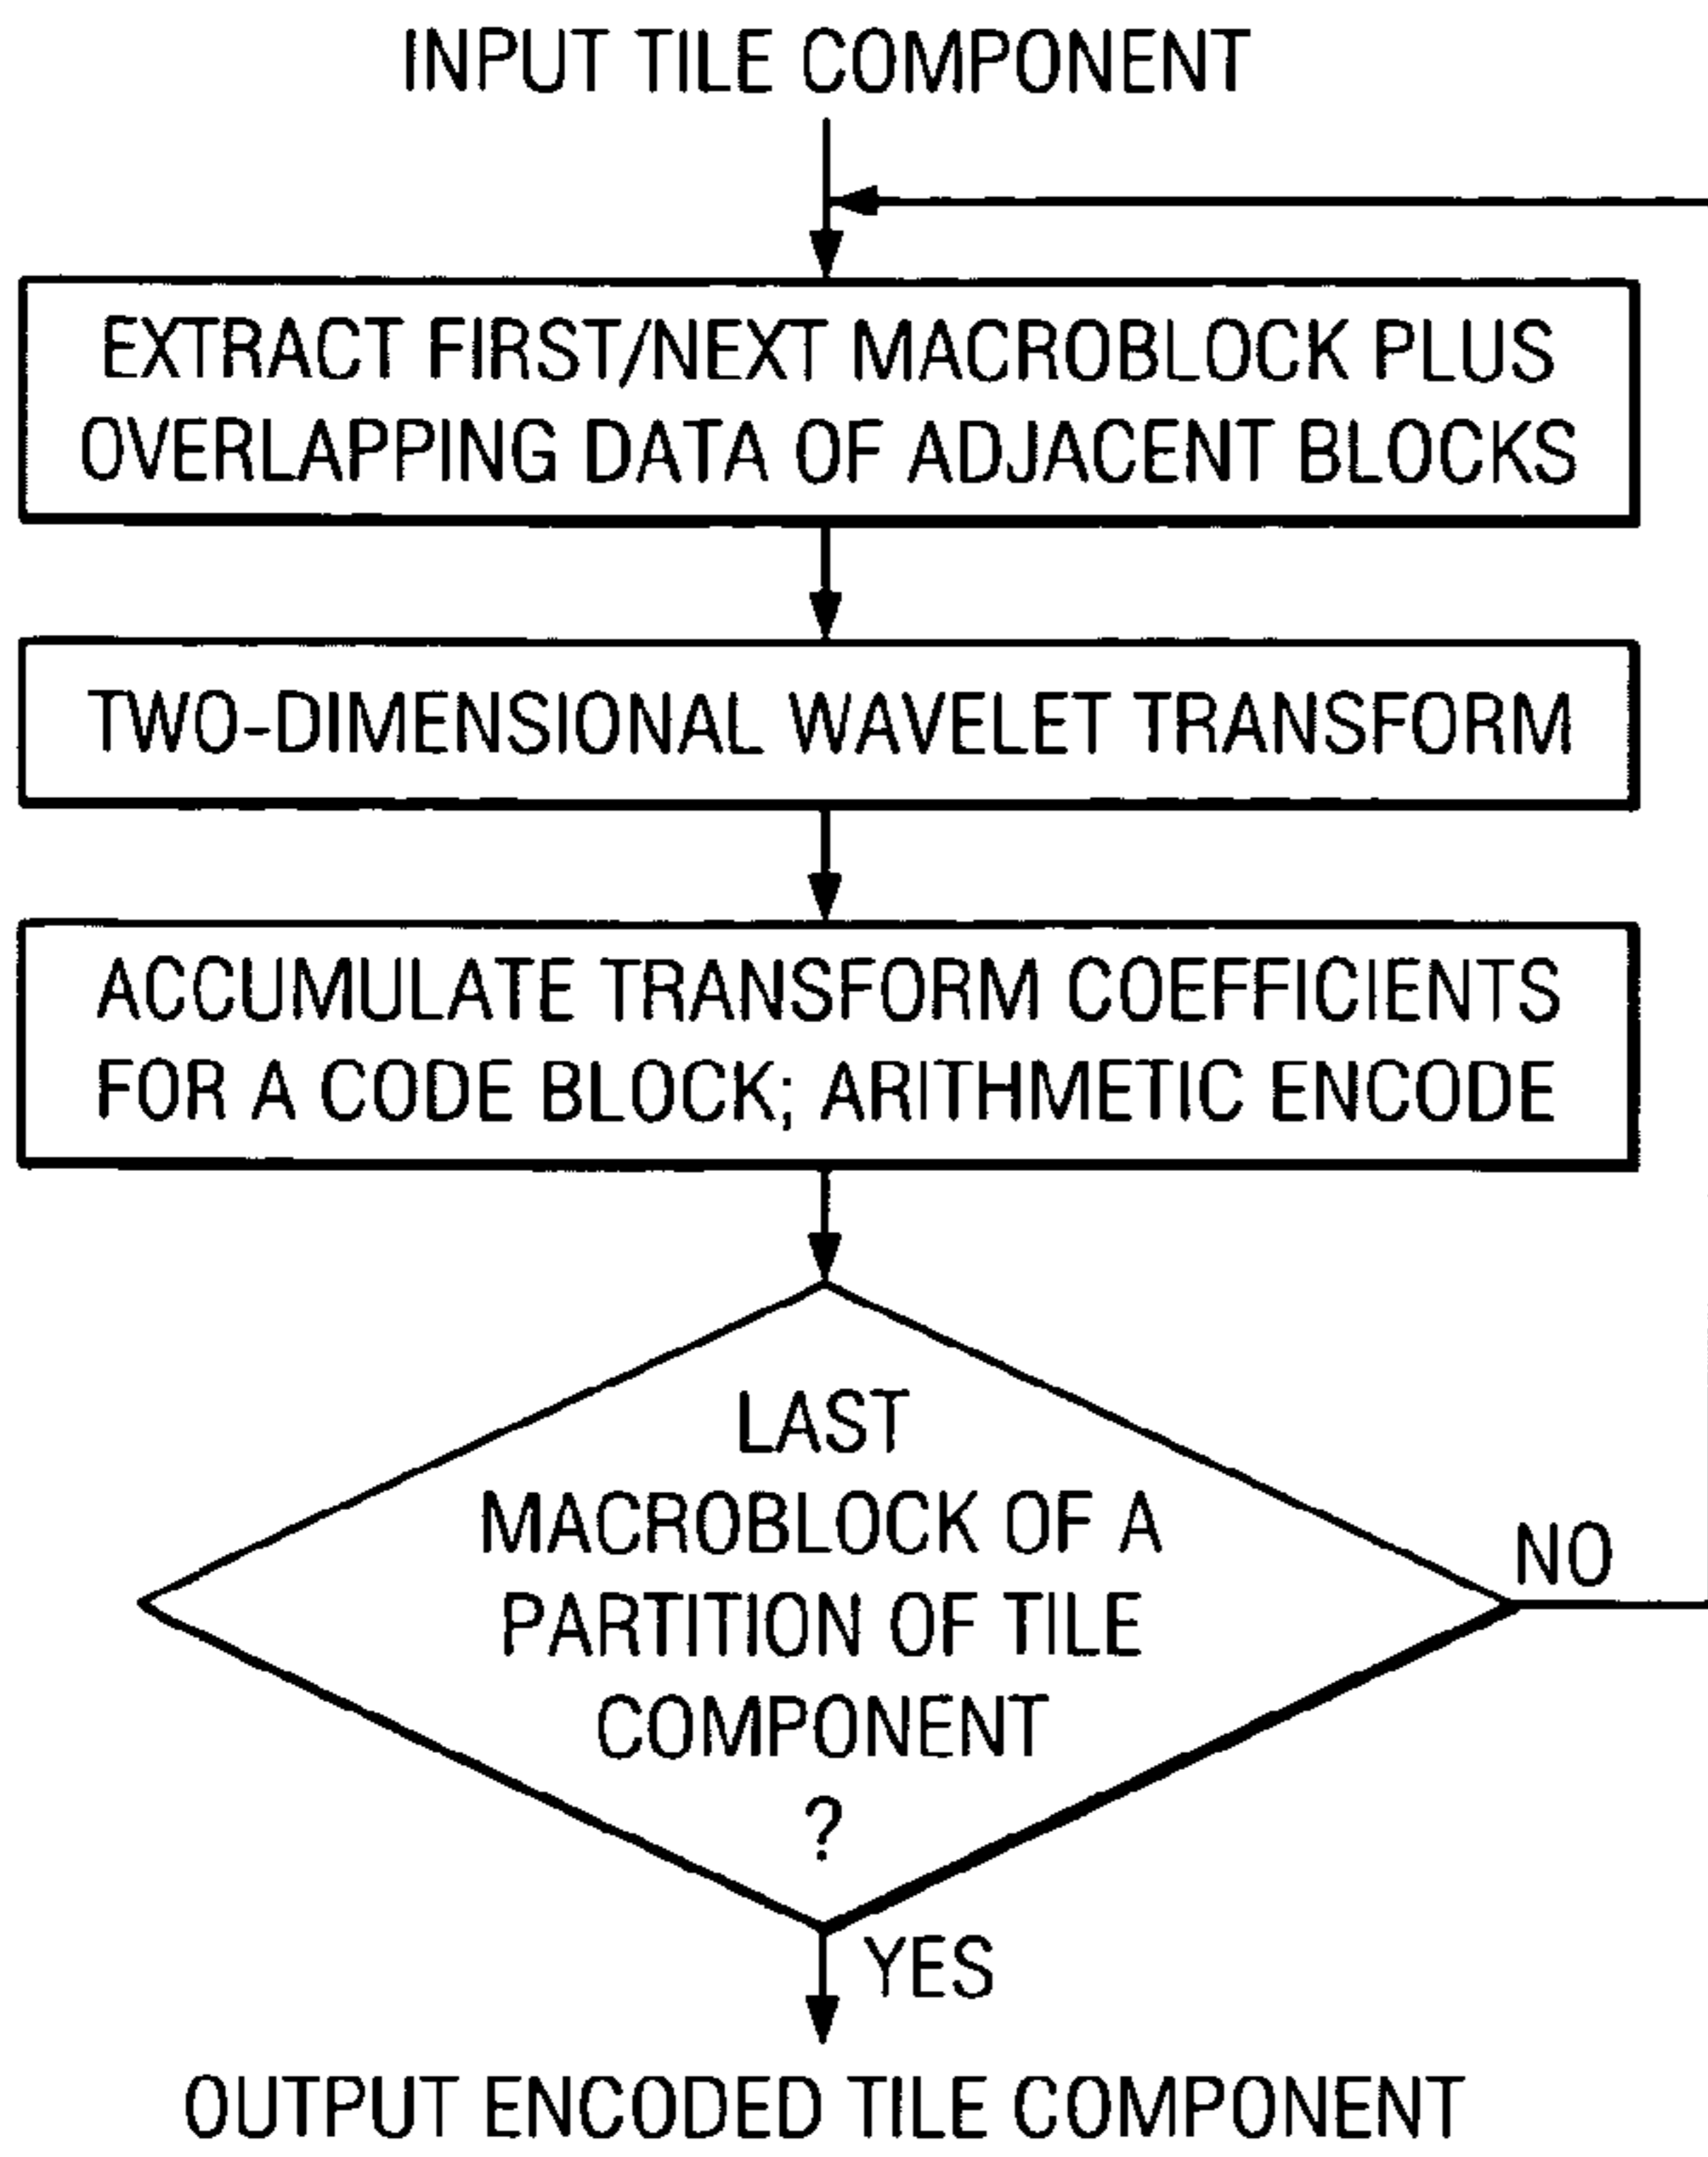 INPUT TILE COMPONENT
EXTRACT FIRST/NEXT MACROBLOCK PLUS
OVERLAPPING DATA OF ADJACENT BLOCKS
TWO-DIMENSIONAL WAVELET TRANSFORM
ACCUMULATE TRANSFORM COEFFICIENTS
FOR A CODE BLOCK; ARITHMETIC ENCODE
LAST
MACROBLOCK OF A
PARTITION OF TILE
COMPONENT
?
NO
YES
OUTPUT ENCODED TILE COMPONENT